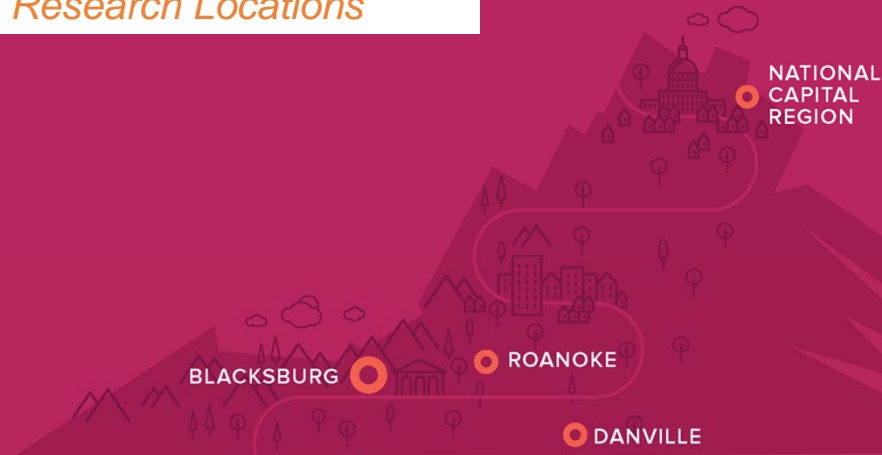 Research Locations
NATIONAL
CAPITAL
REGION
ROANOKE
BLACKSBURG
DANVILLE